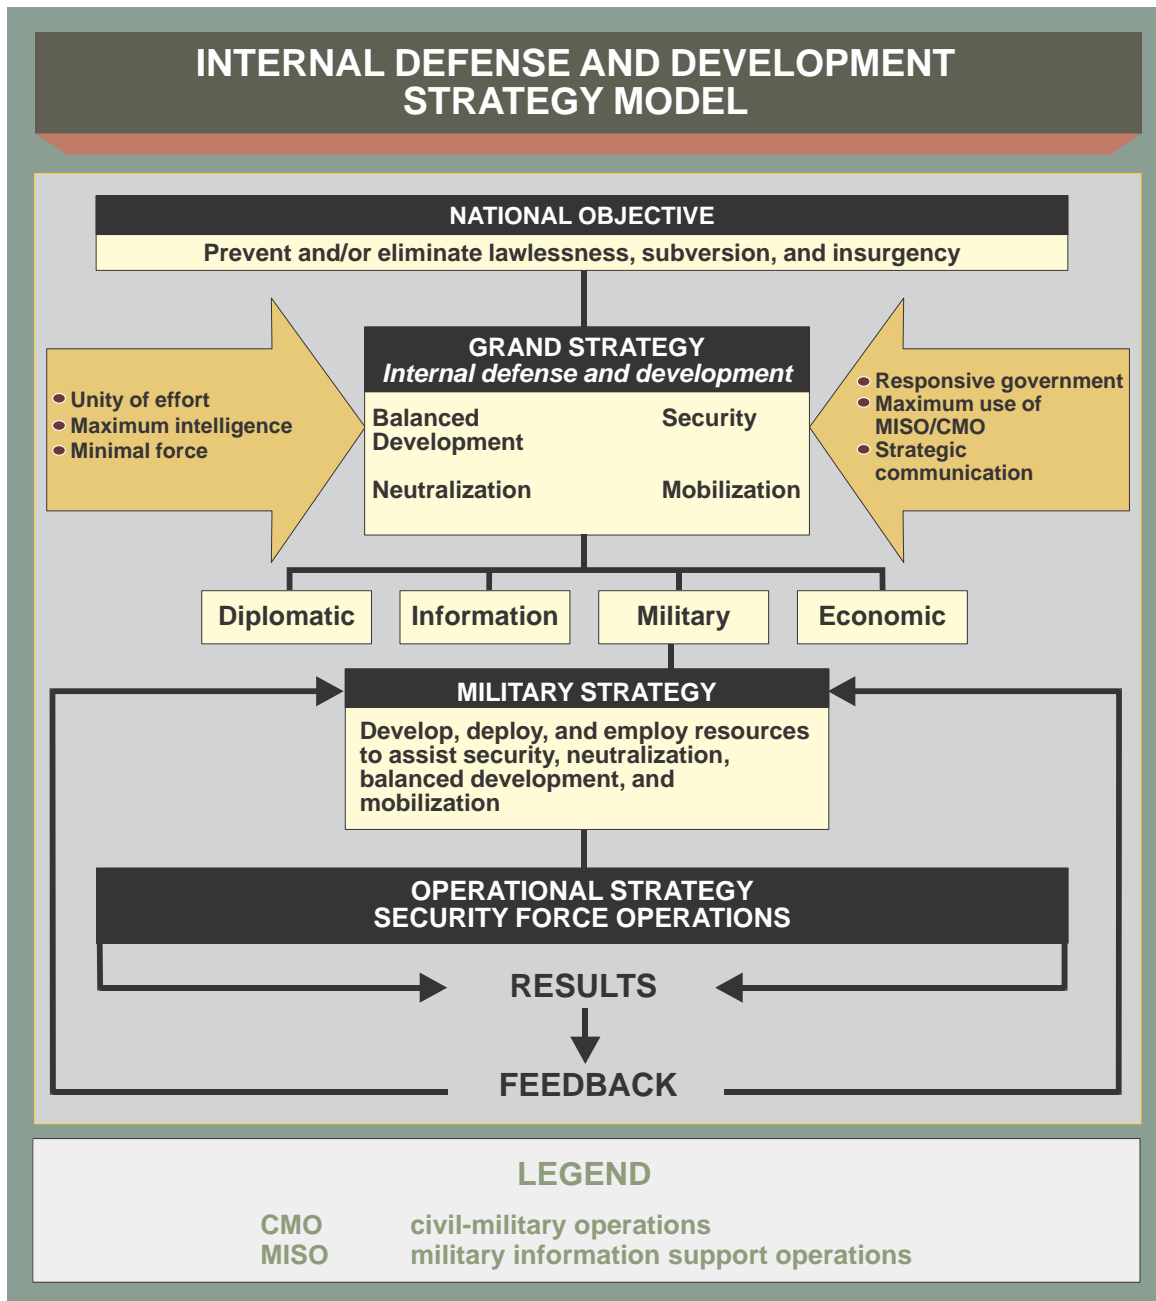 INTERNAL DEFENSE AND DEVELOPMENT
STRATEGY MODEL
NATIONAL OBJECTIVE
Prevent and/or eliminate lawlessness, subversion, and insurgency
• Unity of effort
• Maximum intelligence
• Minimal force
GRAND STRATEGY
Internal defense and development
Balanced
Development
Security
Neutralization
Mobilization
• Responsive government
• Maximum use of
MISO/CMO
• Strategic
communication
Diplomatic
Information
Military
Economic
MILITARY STRATEGY
Develop, deploy, and employ resources
to assist security, neutralization,
balanced development, and
mobilization
OPERATIONAL STRATEGY
SECURITY FORCE OPERATIONS
RESULTS
FEEDBACK
LEGEND
CMO civil-military operations
MISO military information support operations